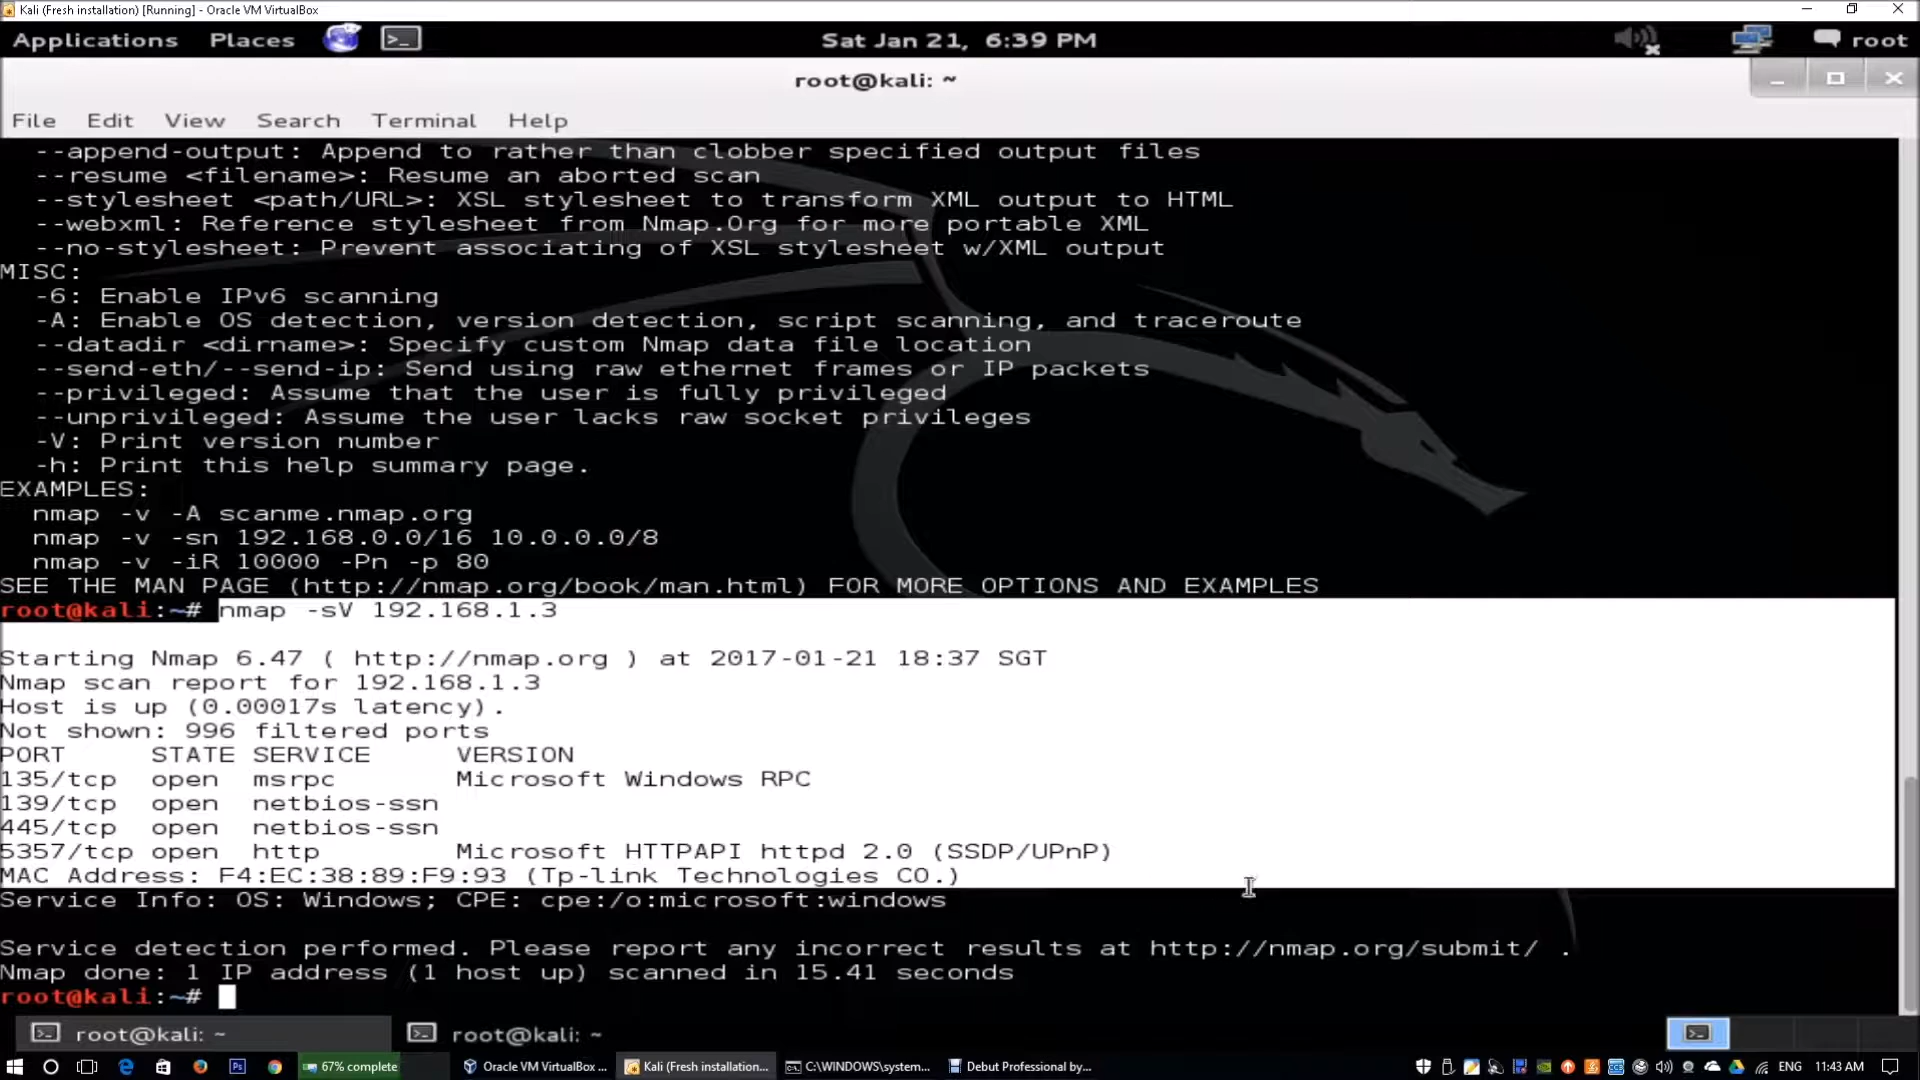 Kali (Fresh installation) [Running] - Oracle VM VirtualBox
Applications Places Sat Jan 21, 6:39 PM root
root@kali: ~
File Edit View Search Terminal Help
--append-output: Append to rather than clobber specified output files
--resume <filename>: Resume an aborted scan
--stylesheet <path/URL>: XSL stylesheet to transform XML output to HTML
--webxml: Reference stylesheet from Nmap.Org for more portable XML
--no-stylesheet: Prevent associating of XSL stylesheet w/XML output
MISC:
-6: Enable IPv6 scanning
-A: Enable OS detection, version detection, script scanning, and traceroute
--datadir <dirname>: Specify custom Nmap data file location
--send-eth/--send-ip: Send using raw ethernet frames or IP packets
--privileged: Assume that the user is fully privileged
--unprivileged: Assume the user lacks raw socket privileges
-V: Print version number
-h: Print this help summary page.
EXAMPLES:
nmap -v -A scanme.nmap.org
nmap -v -sn 192.168.0.0/16 10.0.0.0/8
nmap -v -iR 10000 -Pn -p 80
SEE THE MAN PAGE (http://nmap.org/book/man.html) FOR MORE OPTIONS AND EXAMPLES
root@kali:~# nmap -sV 192.168.1.3
Starting Nmap 6.47 ( http://nmap.org ) at 2017-01-21 18:37 SGT
Nmap scan report for 192.168.1.3
Host is up (0.00017s latency).
Not shown: 996 filtered ports
PORT STATE SERVICE VERSION
135/tcp open msrpc Microsoft Windows RPC
139/tcp open netbios-ssn
445/tcp open netbios-ssn
5357/tcp open http Microsoft HTTPAPI httpd 2.0 (SSDP/UPnP)
MAC Address: F4:EC:38:89:F9:93 (Tp-link Technologies CO.)
Service Info: OS: Windows; CPE: cpe:/o:microsoft:windows
Service detection performed. Please report any incorrect results at http://nmap.org/submit/ .
Nmap done: 1 IP address (1 host up) scanned in 15.41 seconds
root@kali:~#
root@kali: ~ root@kali: ~
Ps 67% complete Oracle VM VirtualBox ... Kali (Fresh installation... C:\WINDOWS\system... Debut Professional by... ENG 11:43 AM